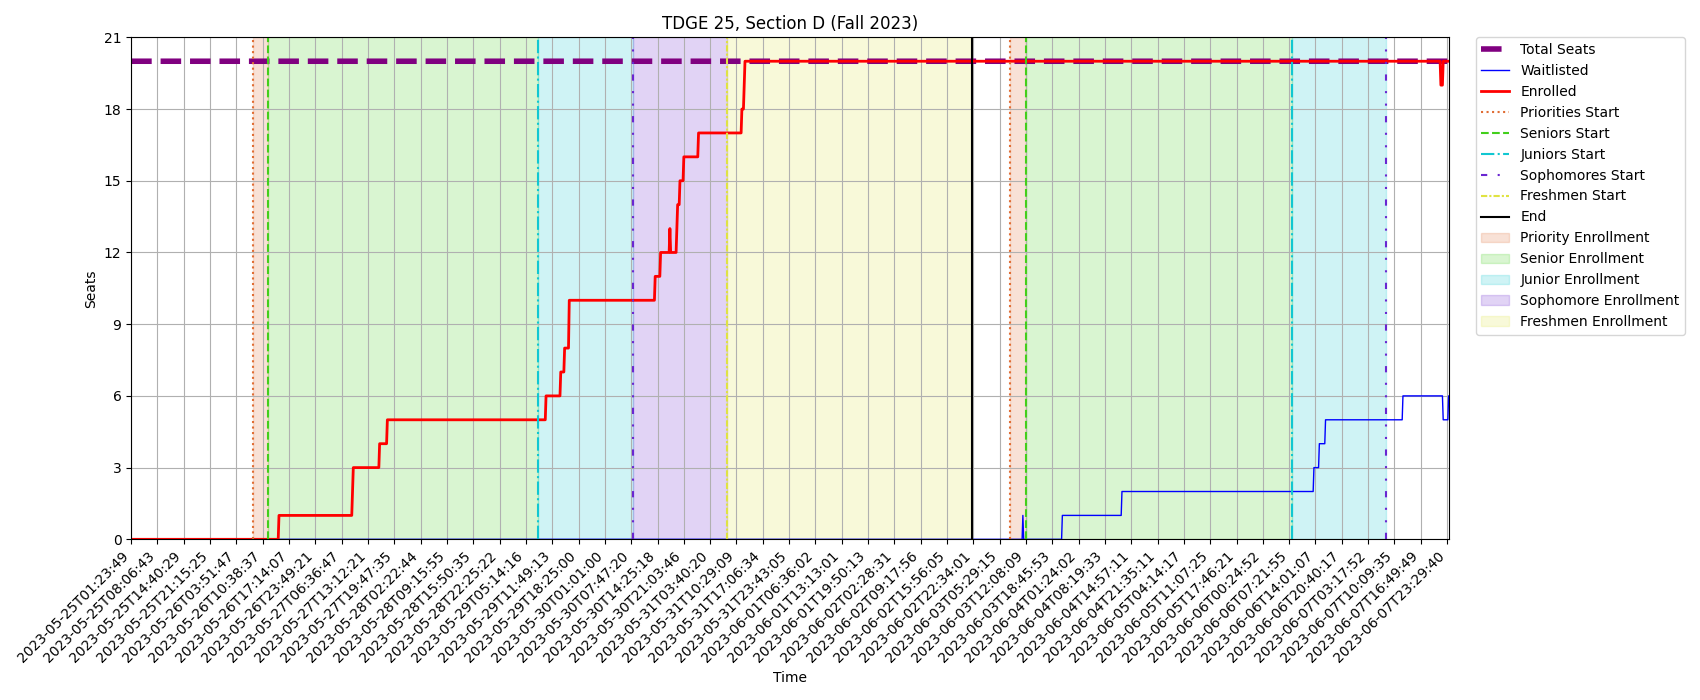 TDGE 25, Section D (Fall 2023)
21
18
15
12
9
6
3
0
Seats
2023-05-25T01:23:49
2023-05-25T08:06:43
2023-05-25T14:40:29
2023-05-25T21:15:25
2023-05-26T03:51:47
2023-05-26T10:38:37
2023-05-26T17:14:07
2023-05-26T23:49:21
2023-05-27T06:36:47
2023-05-27T13:12:21
2023-05-27T19:47:35
2023-05-28T02:22:44
2023-05-28T09:15:55
2023-05-28T15:50:35
2023-05-28T22:25:22
2023-05-29T05:14:16
2023-05-29T11:49:13
2023-05-29T18:25:00
2023-05-30T01:01:00
2023-05-30T07:47:20
2023-05-30T14:25:18
2023-05-30T21:03:46
2023-05-31T03:40:20
2023-05-31T10:29:09
2023-05-31T17:06:34
2023-05-31T23:43:05
2023-06-01T06:36:02
2023-06-01T13:13:01
2023-06-01T19:50:13
2023-06-02T02:28:31
2023-06-02T09:17:56
2023-06-02T15:56:05
2023-06-02T22:34:01
2023-06-03T05:29:15
2023-06-03T12:08:09
2023-06-03T18:45:53
2023-06-04T01:24:02
2023-06-04T08:19:33
2023-06-04T14:57:11
2023-06-04T21:35:11
2023-06-05T04:14:17
2023-06-05T11:07:25
2023-06-05T17:46:21
2023-06-06T00:24:52
2023-06-06T07:21:55
2023-06-06T14:01:07
2023-06-06T20:40:17
2023-06-07T03:17:52
2023-06-07T10:09:35
2023-06-07T16:49:49
2023-06-07T23:29:40
Time
Total Seats
Waitlisted
Enrolled
Priorities Start
Seniors Start
Juniors Start
Sophomores Start
Freshmen Start
End
Priority Enrollment
Senior Enrollment
Junior Enrollment
Sophomore Enrollment
Freshmen Enrollment